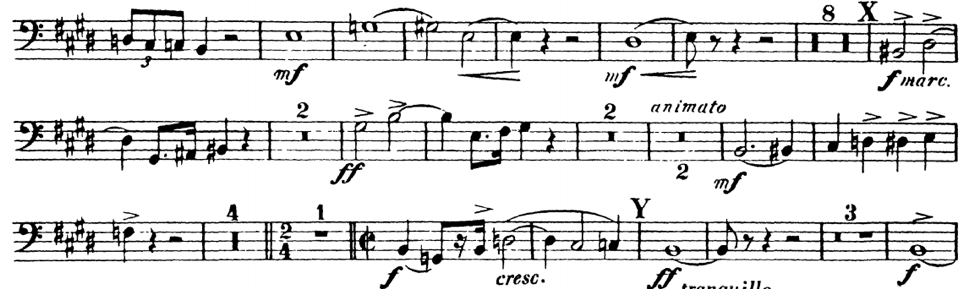 8 X
3
mf mf f marc.
2 2 animato
ff 2 mf
4 2 4 1 Y 3
f cresc. ff tranquillo f